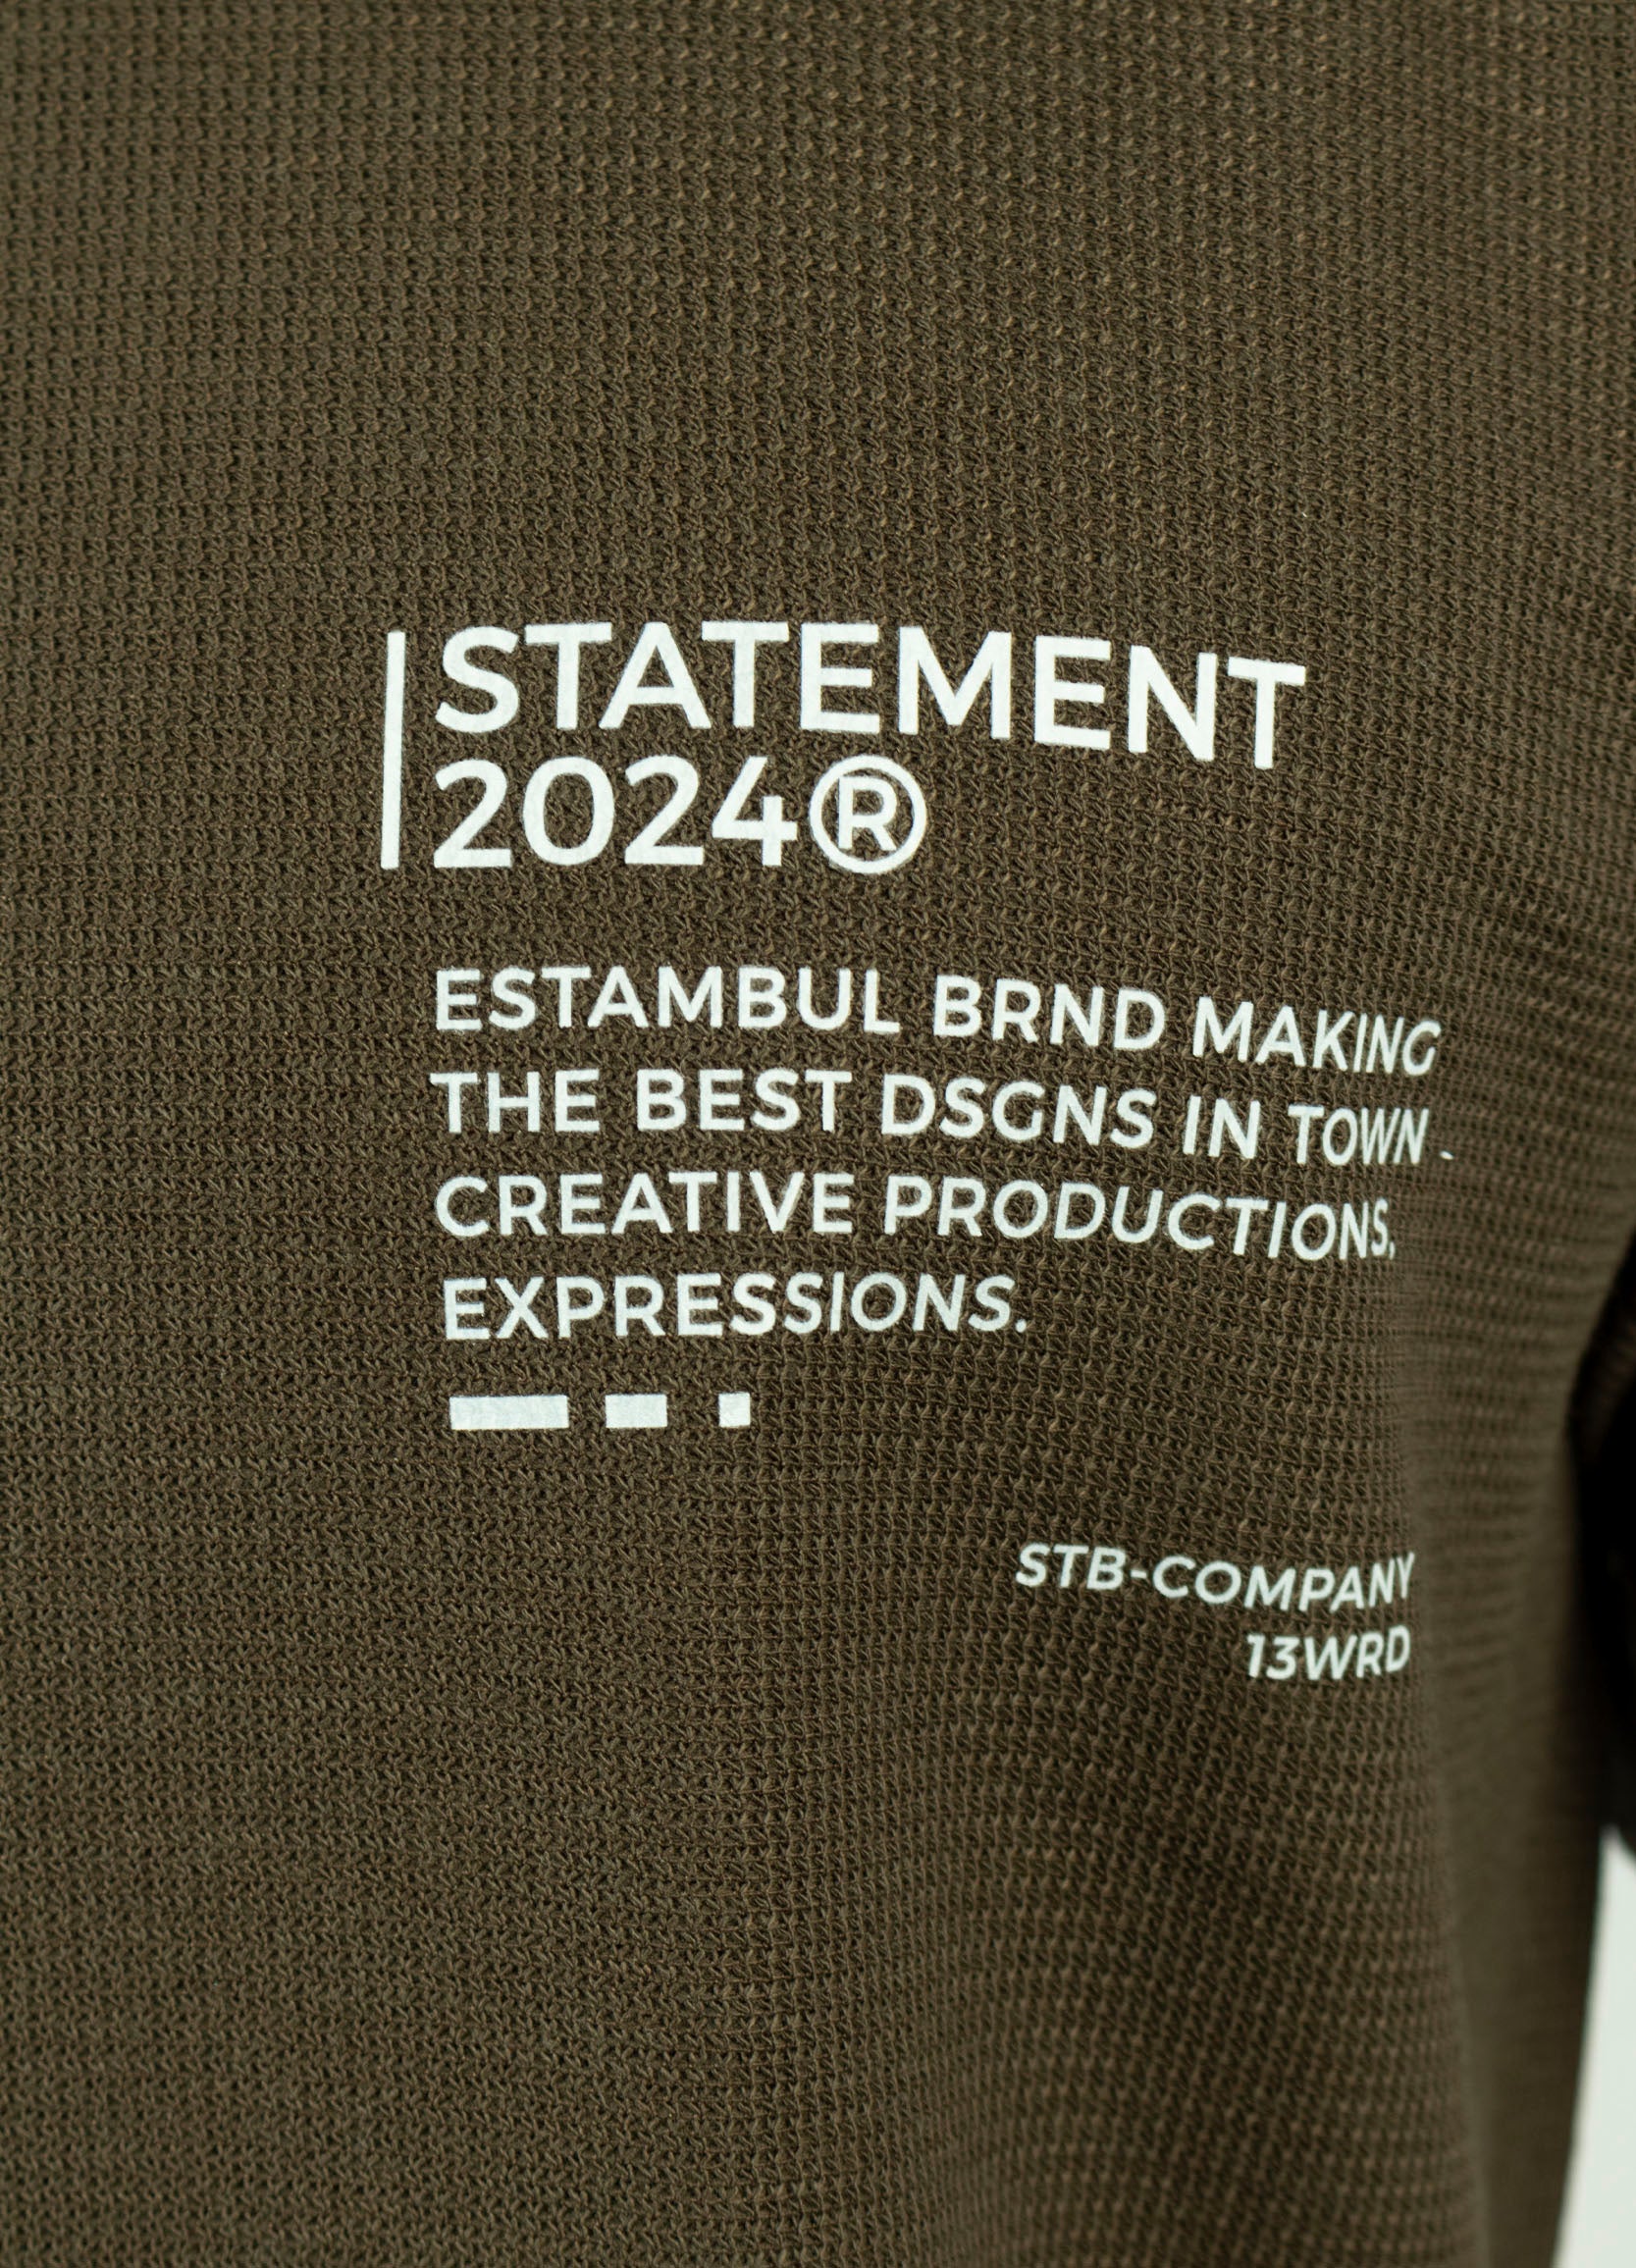 STATEMENT
2024®
ESTAMBUL BRND MAKING
THE BEST DSGNS IN TOWN -
CREATIVE PRODUCTIONS,
EXPRESSIONS.
STB-COMPANY
13WRD